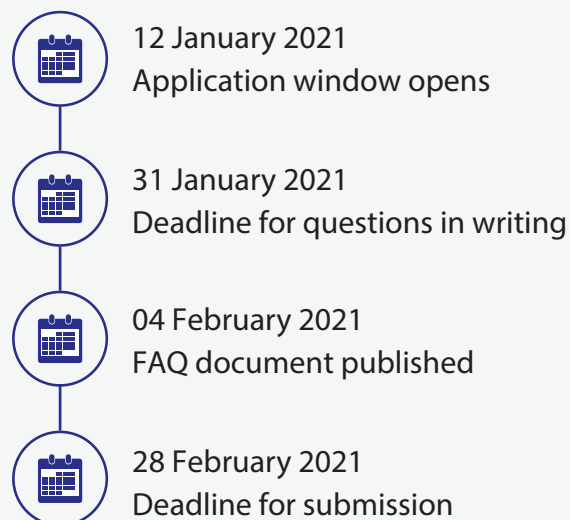 12 January 2021
Application window opens
31 January 2021
Deadline for questions in writing
04 February 2021
FAQ document published
28 February 2021
Deadline for submission